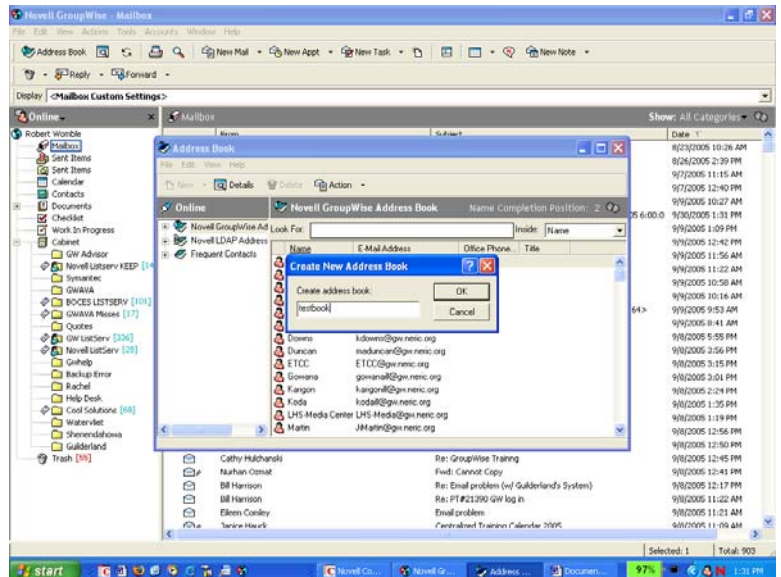 Novell GroupWise - Mailbox
File Edit View Actions Tools Accounts Window Help
Address Book New Mail New Appt New Task New Note
Reply Forward
Display <Mailbox Custom Settings>
Online Mailbox Show: All Categories
From Subject Date
Robert Womble
Mailbox
Sent Items
Sent Items
Calendar
Contacts
Documents
Checklist
Work In Progress
Cabinet
GW Advisor
Novell Listserv KEEP [14
Symantec
GWAVA
BOCES LISTSERV [101]
GWAVA Misses [17]
Quotes
GW ListServ [336]
Novell ListServ [28]
GWhelp
Backup Error
Rachel
Help Desk
Cool Solutions [68]
Watervliet
Shenendahowa
Guilderland
Trash [55]
Address Book
File Edit View Help
New Details Delete Action
Online Novell GroupWise Address Book Name Completion Position: 2
Novell GroupWise Ad
Novell LDAP Address
Frequent Contacts
Look For: Inside: Name
Name E-Mail Address Office Phone... Title
Create New Address Book
Create address book:
testbook
OK
Cancel
Downs kdowns@gw.neric.org
Duncan maduncan@gw.neric.org
ETCC ETCC@gw.neric.org
Gowana gowanaill@gw.neric.org
Kangon kangonill@gw.neric.org
Koda kodaill@gw.neric.org
LHS-Media Center LHS-Media@gw.neric.org
Martin JMartin@gw.neric.org
8/23/2005 10:26 AM
8/26/2005 2:39 PM
9/7/2005 11:15 AM
9/7/2005 12:40 PM
9/9/2005 10:27 AM
05 6:00:0 9/30/2005 1:31 PM
9/9/2005 1:09 PM
9/9/2005 12:42 PM
9/9/2005 11:56 AM
9/9/2005 11:22 AM
9/9/2005 10:58 AM
9/9/2005 10:16 AM
64> 9/9/2005 9:53 AM
9/9/2005 8:41 AM
9/8/2005 5:55 PM
9/8/2005 3:56 PM
9/8/2005 3:15 PM
9/8/2005 3:01 PM
9/8/2005 2:24 PM
9/8/2005 1:35 PM
9/8/2005 1:19 PM
9/8/2005 12:56 PM
9/8/2005 12:50 PM
Cathy Hulchanski Re: GroupWise Training 9/8/2005 12:45 PM
Nurhan Ozmat Fwd: Cannot Copy 9/8/2005 12:41 PM
Bill Harrison Re: Email problem (w/ Guilderland's System) 9/8/2005 12:17 PM
Bill Harrison Re: PT#21390 GW log in 9/8/2005 11:22 AM
Eileen Comley Email problem 9/8/2005 11:21 AM
Janice Hauck Centralized Training Calendar 2005 9/8/2005 11:09 AM
Selected: 1 Total: 903
start Novell Co... Novell Gr... Address ... Documen... 97% 1:31 PM